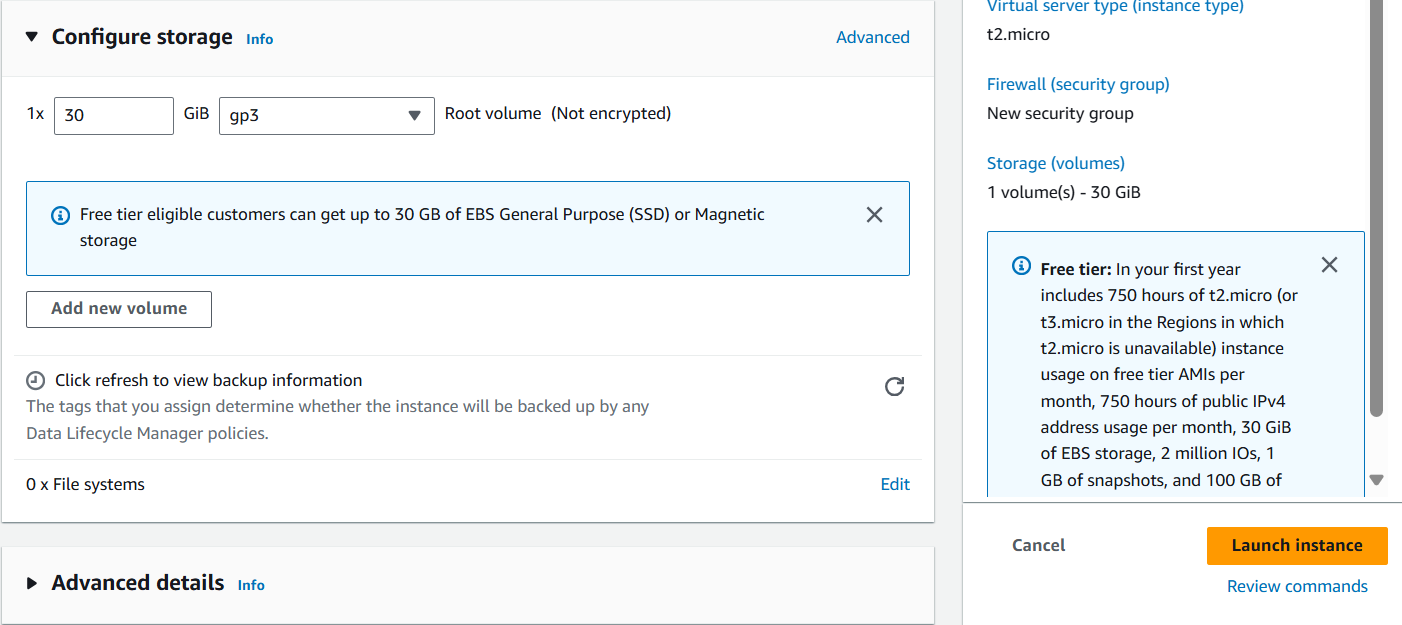 Configure storage Info
Advanced
1x 30 GiB gp3 Root volume (Not encrypted)
Free tier eligible customers can get up to 30 GB of EBS General Purpose (SSD) or Magnetic
storage
Add new volume
Click refresh to view backup information
The tags that you assign determine whether the instance will be backed up by any
Data Lifecycle Manager policies.
0 x File systems
Edit
Advanced details Info
Virtual server type (instance type)
t2.micro
Firewall (security group)
New security group
Storage (volumes)
1 volume(s) - 30 GiB
Free tier: In your first year
includes 750 hours of t2.micro (or
t3.micro in the Regions in which
t2.micro is unavailable) instance
usage on free tier AMIs per
month, 750 hours of public IPv4
address usage per month, 30 GiB
of EBS storage, 2 million IOs, 1
GB of snapshots, and 100 GB of
Cancel
Launch instance
Review commands